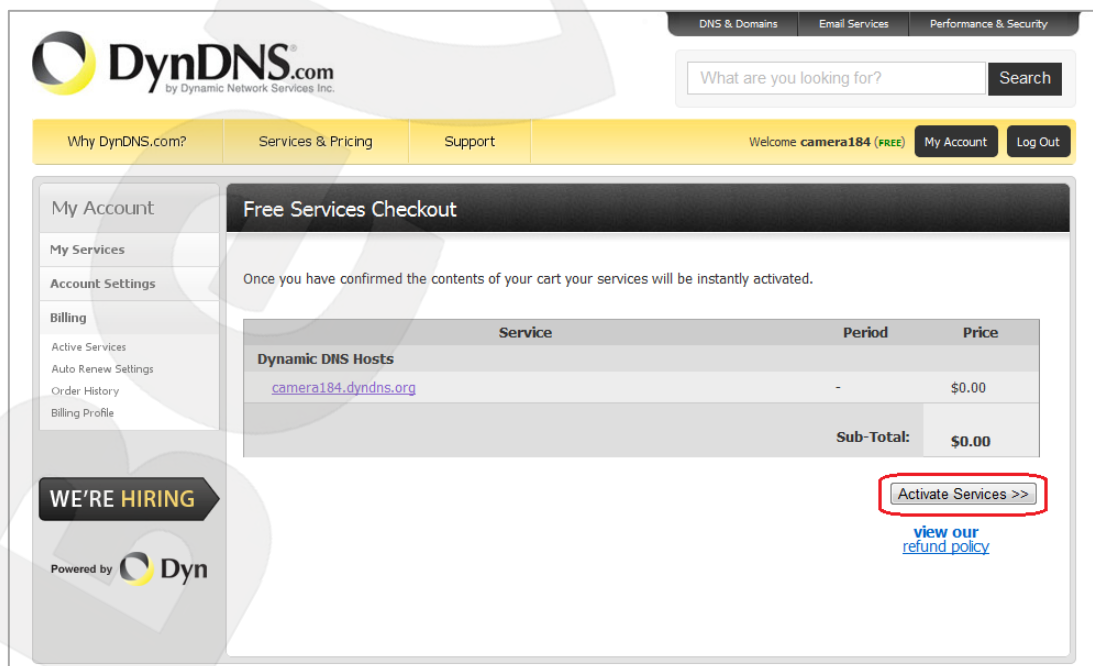 DNS & Domains Email Services Performance & Security
DynDNS.com
by Dynamic Network Services Inc.
What are you looking for? Search
Why DynDNS.com? Services & Pricing Support Welcome camera184 (FREE) My Account Log Out
My Account
My Services
Account Settings
Billing
Active Services
Auto Renew Settings
Order History
Billing Profile
WE'RE HIRING
Powered by Dyn
Free Services Checkout
Once you have confirmed the contents of your cart your services will be instantly activated.
Service Period Price
Dynamic DNS Hosts
camera184.dyndns.org - $0.00
Sub-Total: $0.00
Activate Services >>
view our
refund policy